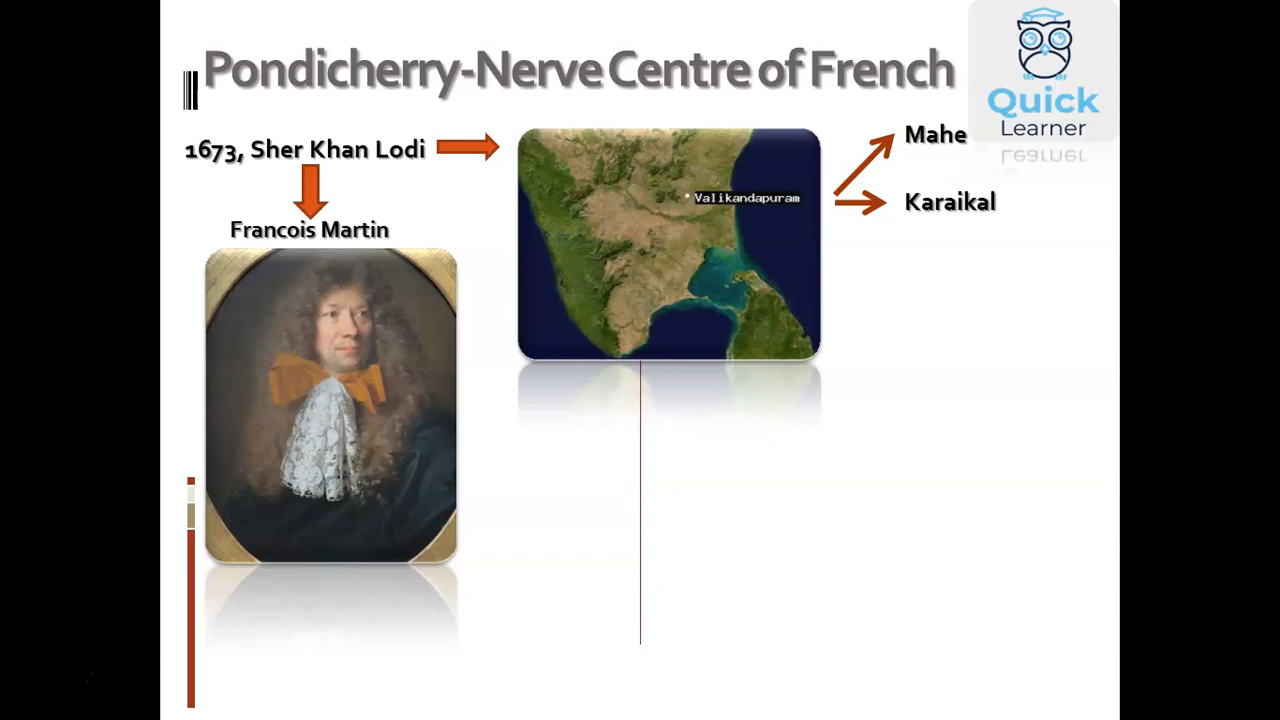 Pondicherry-Nerve Centre of French
Quick
Learner
1673, Sher Khan Lodi
Mahe
Valikandapuram
Karaikal
Francois Martin